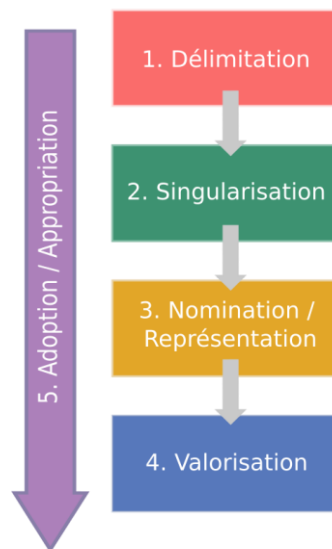 1. Délimitation
2. Singularisation
3. Nomination /
Représentation
4. Valorisation
5. Adoption / Appropriation